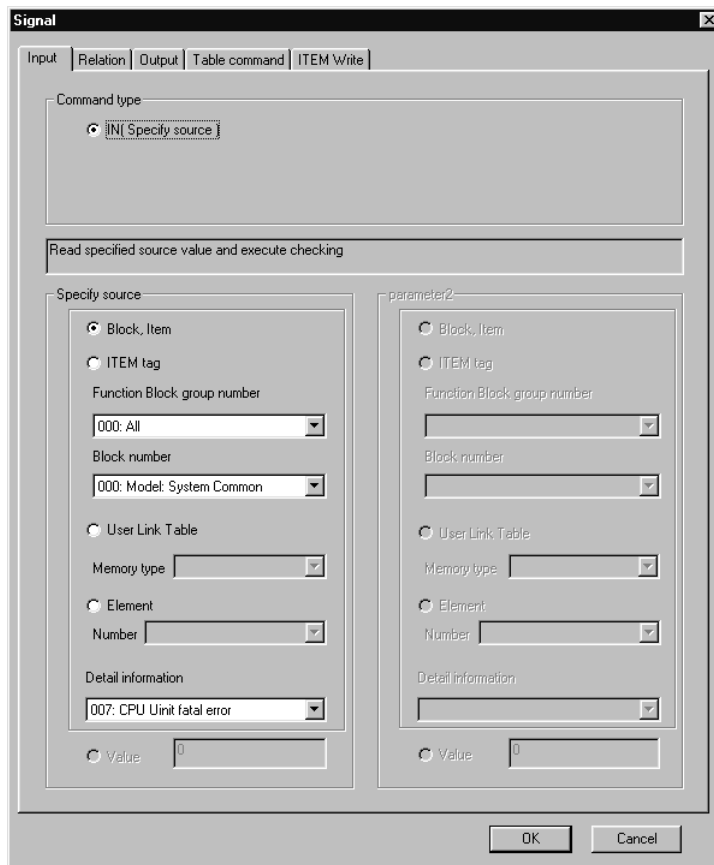 Signal
Input Relation Output Table command ITEM Write
Command type
IN( Specify source )
Read specified source value and execute checking
Specify source
Block, Item
ITEM tag
Function Block group number
000: All
Block number
000: Model: System Common
User Link Table
Memory type
Element
Number
Detail information
007: CPU Uinit fatal error
Value 0
parameter2
Block, Item
ITEM tag
Function Block group number
Block number
User Link Table
Memory type
Element
Number
Detail information
Value 0
OK Cancel